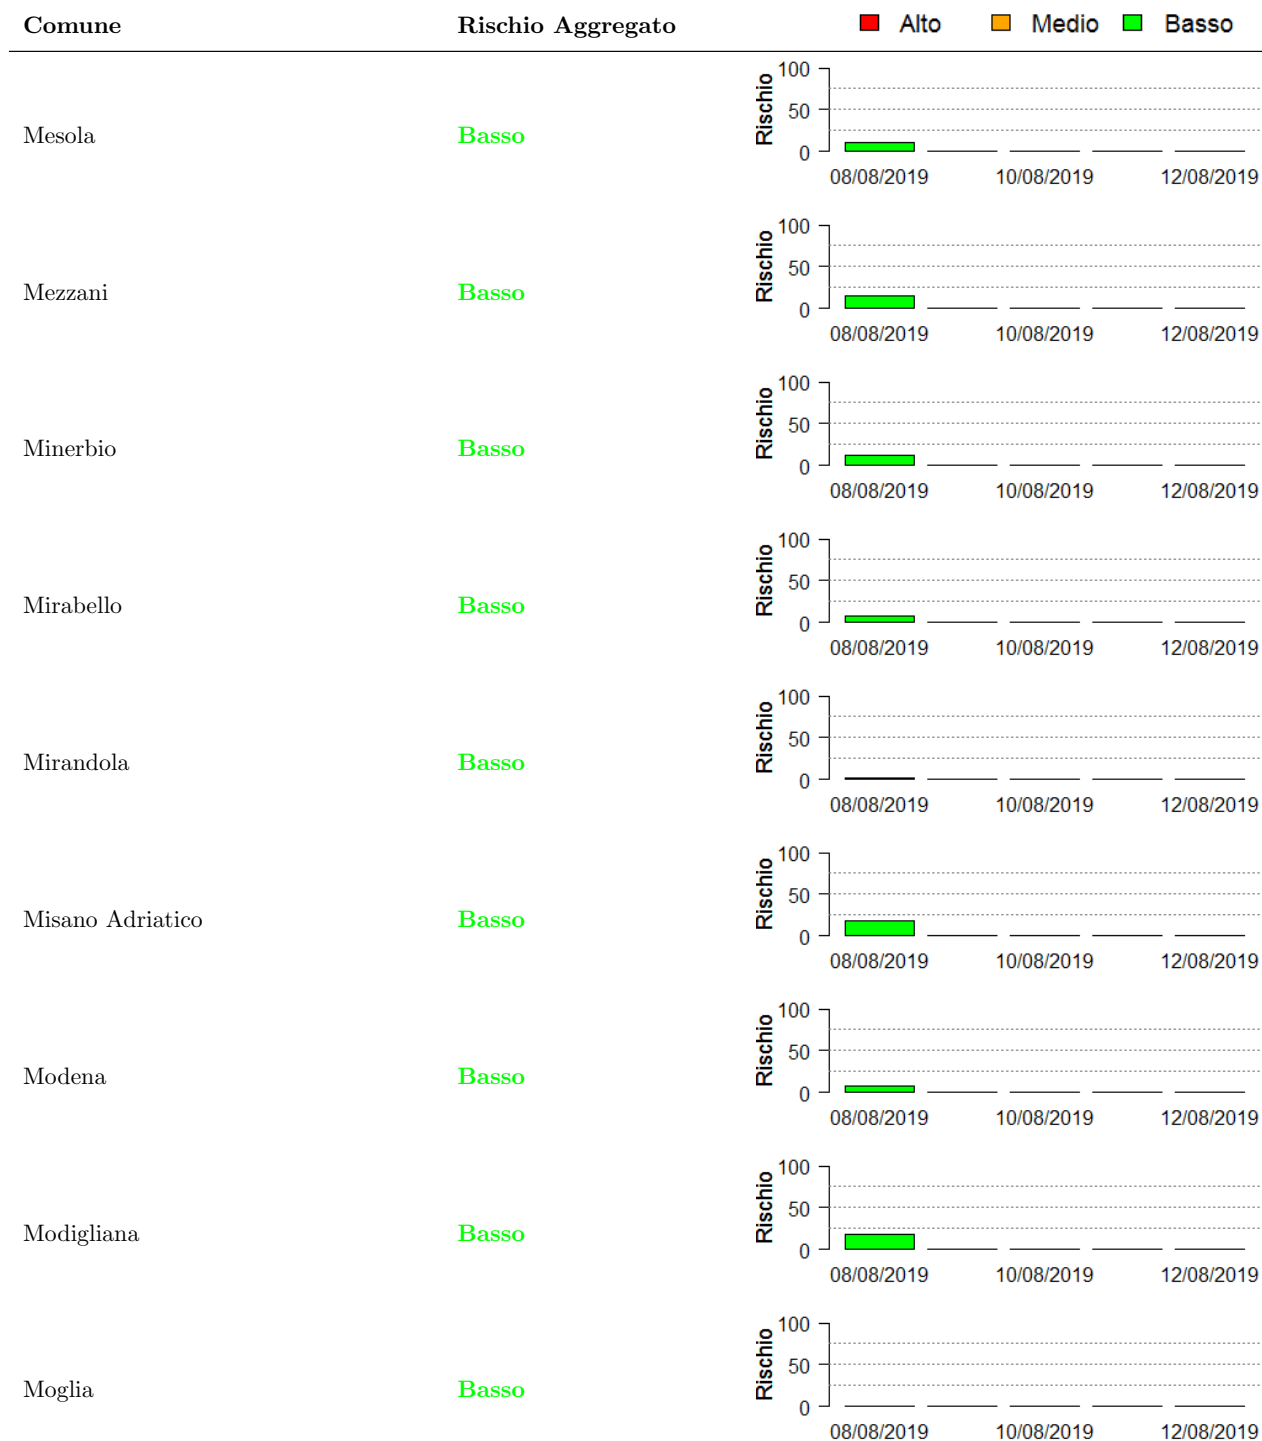 Comune Rischio Aggregato Alto Medio Basso
Mesola Basso Rischio 100 50 0
08/08/2019 10/08/2019 12/08/2019
Mezzani Basso Rischio 100 50 0
08/08/2019 10/08/2019 12/08/2019
Minerbio Basso Rischio 100 50 0
08/08/2019 10/08/2019 12/08/2019
Mirabello Basso Rischio 100 50 0
08/08/2019 10/08/2019 12/08/2019
Mirandola Basso Rischio 100 50 0
08/08/2019 10/08/2019 12/08/2019
Misano Adriatico Basso Rischio 100 50 0
08/08/2019 10/08/2019 12/08/2019
Modena Basso Rischio 100 50 0
08/08/2019 10/08/2019 12/08/2019
Modigliana Basso Rischio 100 50 0
08/08/2019 10/08/2019 12/08/2019
Moglia Basso Rischio 100 50 0
08/08/2019 10/08/2019 12/08/2019